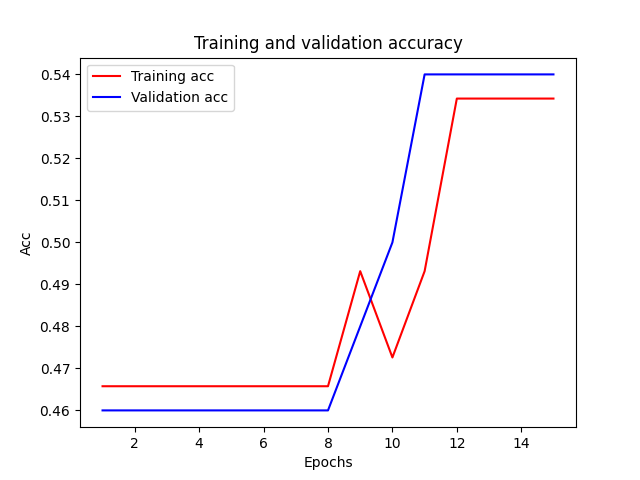 Training and validation accuracy
Training acc
Validation acc
0.54
0.53
0.52
0.51
0.50
0.49
0.48
0.47
0.46
Acc
2 4 6 8 10 12 14
Epochs